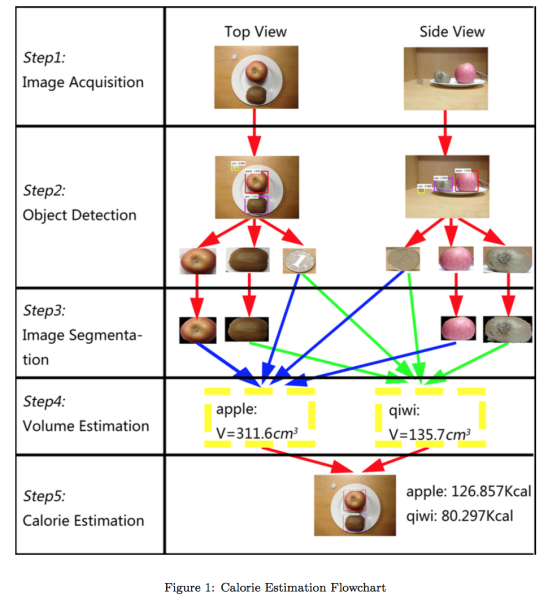 Top View
Side View
Step1:
Image Acquisition
Step2:
Object Detection
Step3:
Image Segmenta-
tion
Step4:
Volume Estimation
apple:
V=311.6cm³
qiwi:
V=135.7cm³
Step5:
Calorie Estimation
apple: 126.857Kcal
qiwi: 80.297Kcal
Figure 1: Calorie Estimation Flowchart